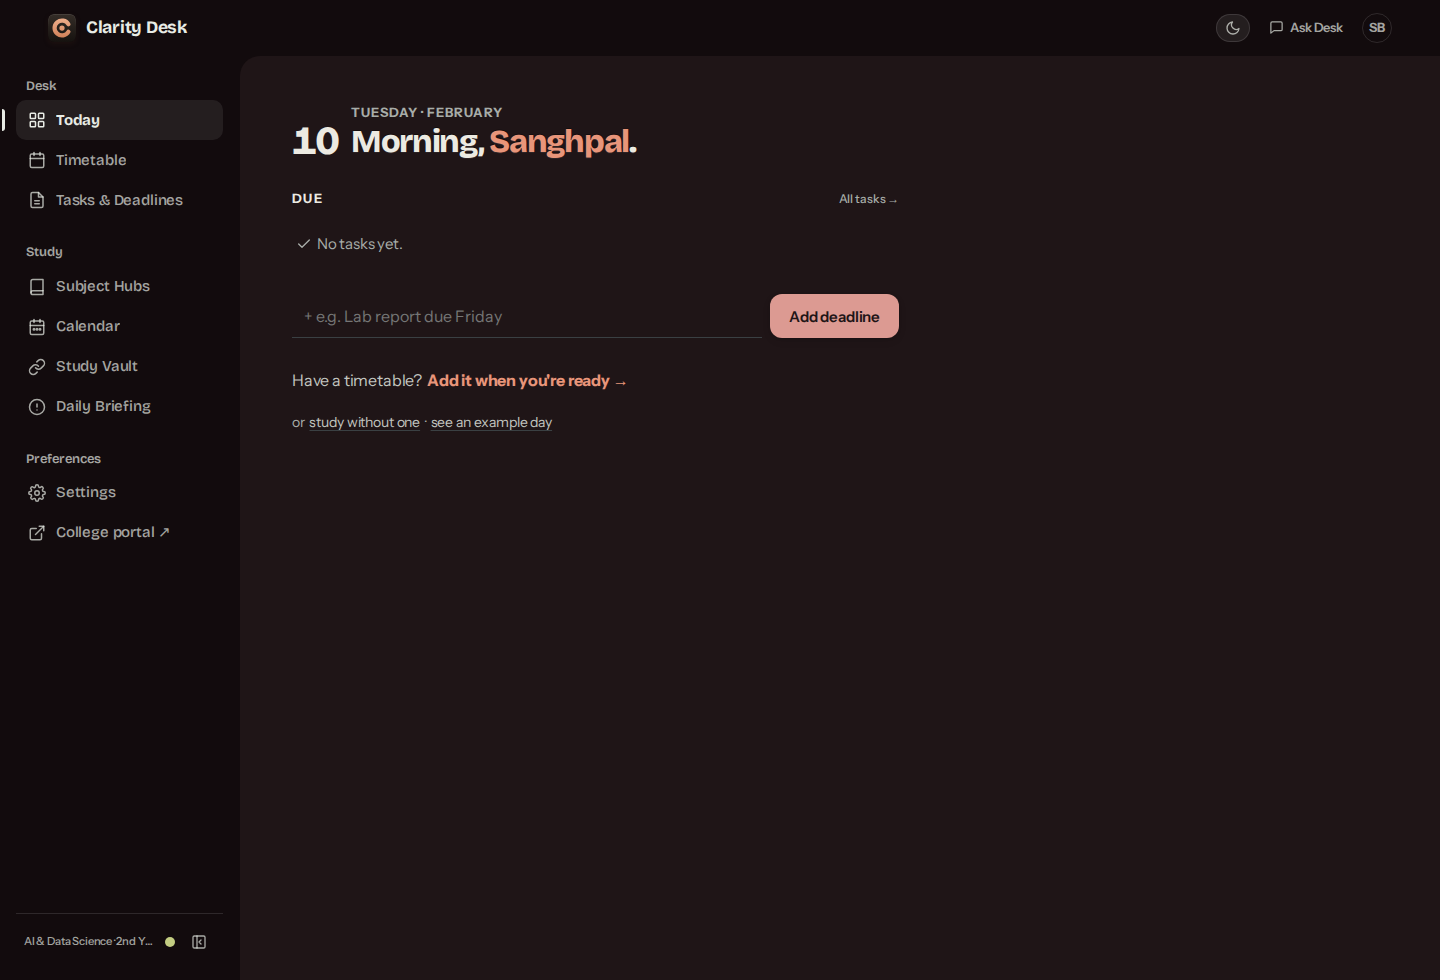 Clarity Desk
Ask Desk
SB
Desk
Today
Timetable
Tasks & Deadlines
Study
Subject Hubs
Calendar
Study Vault
Daily Briefing
Preferences
Settings
College portal ↗
AI & Data Science · 2nd Y...
TUESDAY · FEBRUARY
10 Morning, Sanghpal.
DUE
All tasks →
No tasks yet.
+ e.g. Lab report due Friday
Add deadline
Have a timetable? Add it when you're ready →
or study without one · see an example day